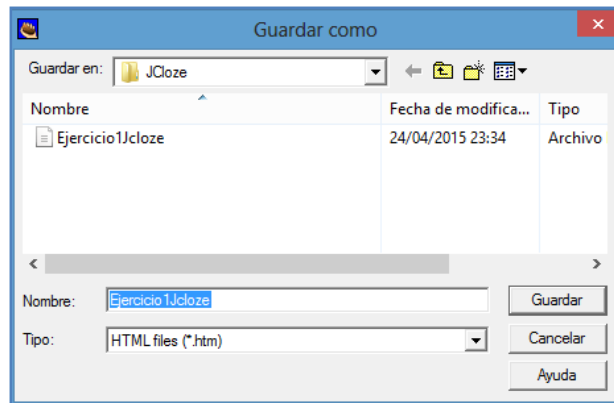 Guardar como
Guardar en: JCloze
Nombre Fecha de modifica... Tipo
Ejercicio1Jcloze 24/04/2015 23:34 Archivo
Nombre: Ejercicio1Jcloze Guardar
Tipo: HTML files (*.htm) Cancelar
Ayuda